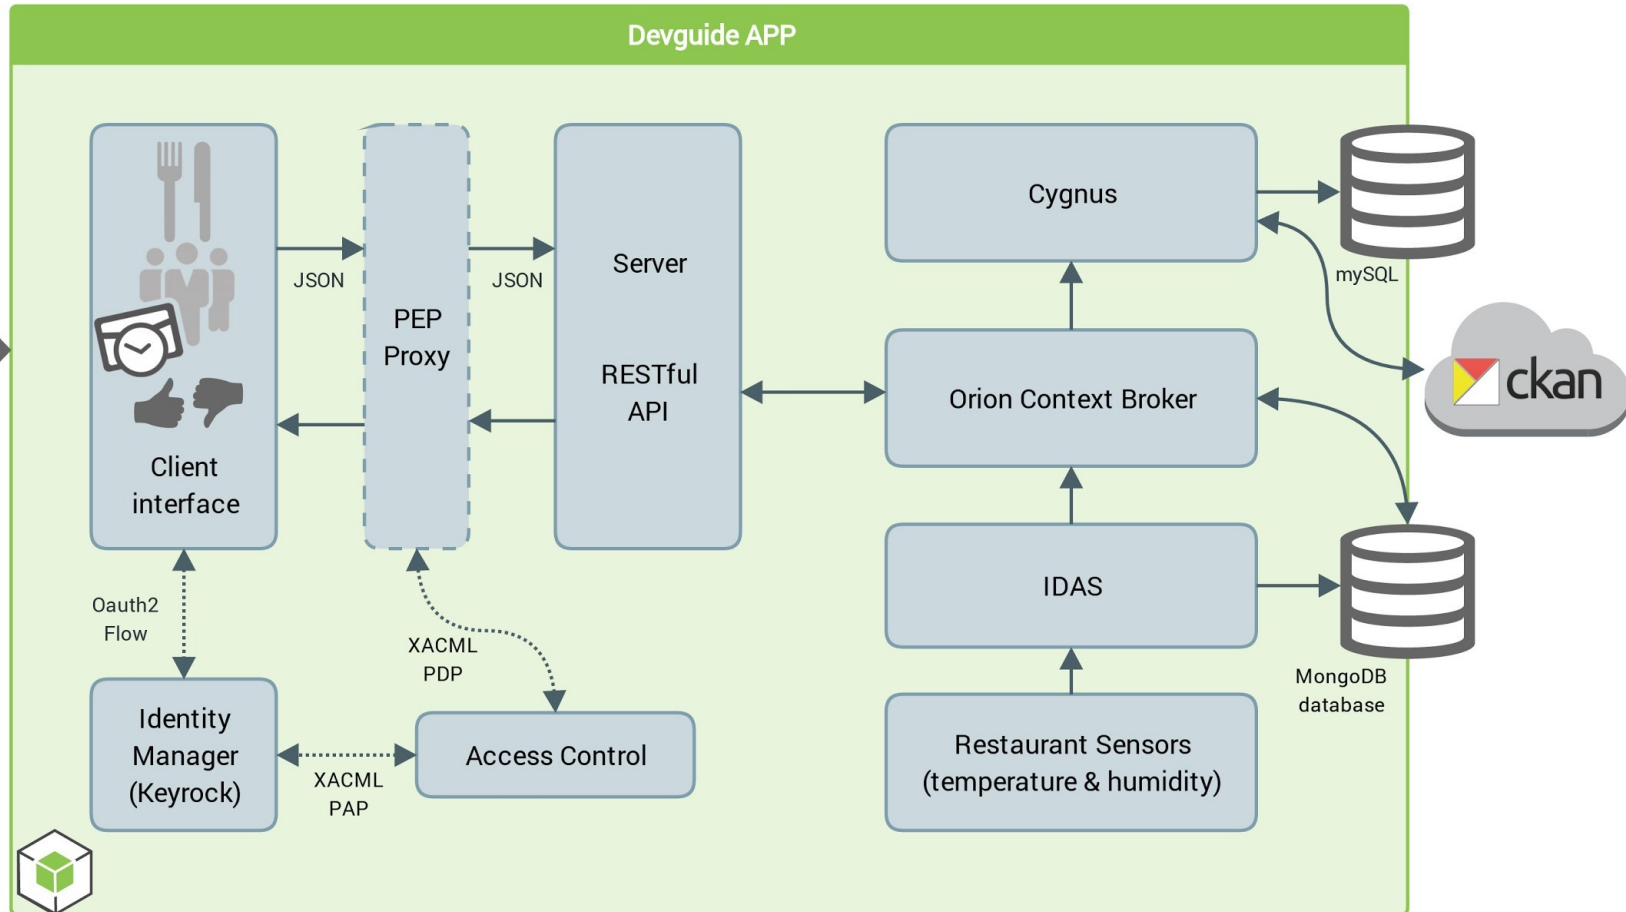 Devguide APP
Client
interface
JSON
PEP
Proxy
JSON
Server
RESTful
API
Cygnus
mySQL
ckan
Orion Context Broker
IDAS
MongoDB
database
Restaurant Sensors
(temperature & humidity)
Oauth2
Flow
XACML
PDP
Identity
Manager
(Keyrock)
XACML
PAP
Access Control